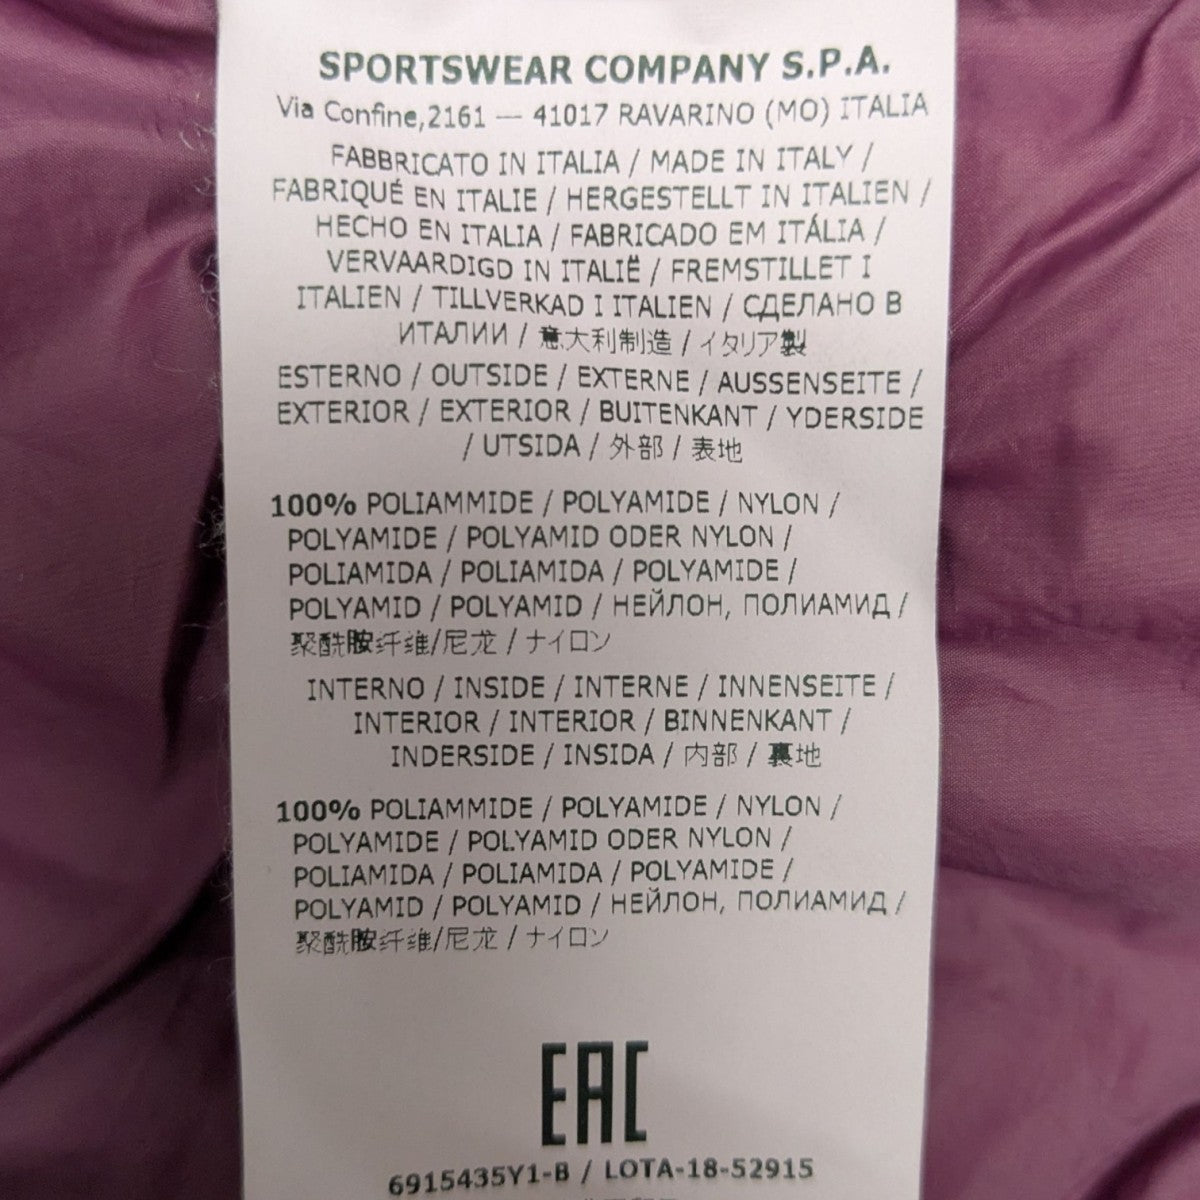 SPORTSWEAR COMPANY S.P.A.
Via Confine,2161 — 41017 RAVARINO (MO) ITALIA
FABBRICATO IN ITALIA / MADE IN ITALY /
FABRIQUÉ EN ITALIE / HERGESTELLT IN ITALIEN /
HECHO EN ITALIA / FABRICADO EM ITÁLIA /
VERVAARDIGD IN ITALIË / FREMSTILLET I
ITALIEN / TILLVERKAD I ITALIEN / СДЕЛАНО В
ИТАЛИИ / 意大利制造 / イタリア製
ESTERNO / OUTSIDE / EXTERNE / AUSSENSEITE /
EXTERIOR / EXTERIOR / BUITENKANT / YDERSIDE
/ UTSIDA / 外部 / 表地
100% POLIAMMIDE / POLYAMIDE / NYLON /
POLYAMIDE / POLYAMID ODER NYLON /
POLIAMIDA / POLIAMIDA / POLYAMIDE /
POLYAMID / POLYAMID / НЕЙЛОН, ПОЛИАМИД /
聚酰胺纤维/尼龙 / ナイロン
INTERNO / INSIDE / INTERNE / INNENSEITE /
INTERIOR / INTERIOR / BINNENKANT /
INDERSIDE / INSIDA / 内部 / 裏地
100% POLIAMMIDE / POLYAMIDE / NYLON /
POLYAMIDE / POLYAMID ODER NYLON /
POLIAMIDA / POLIAMIDA / POLYAMIDE /
POLYAMID / POLYAMID / НЕЙЛОН, ПОЛИАМИД /
聚酰胺纤维/尼龙 / ナイロン
EAC
6915435Y1-B / LOTA-18-52915